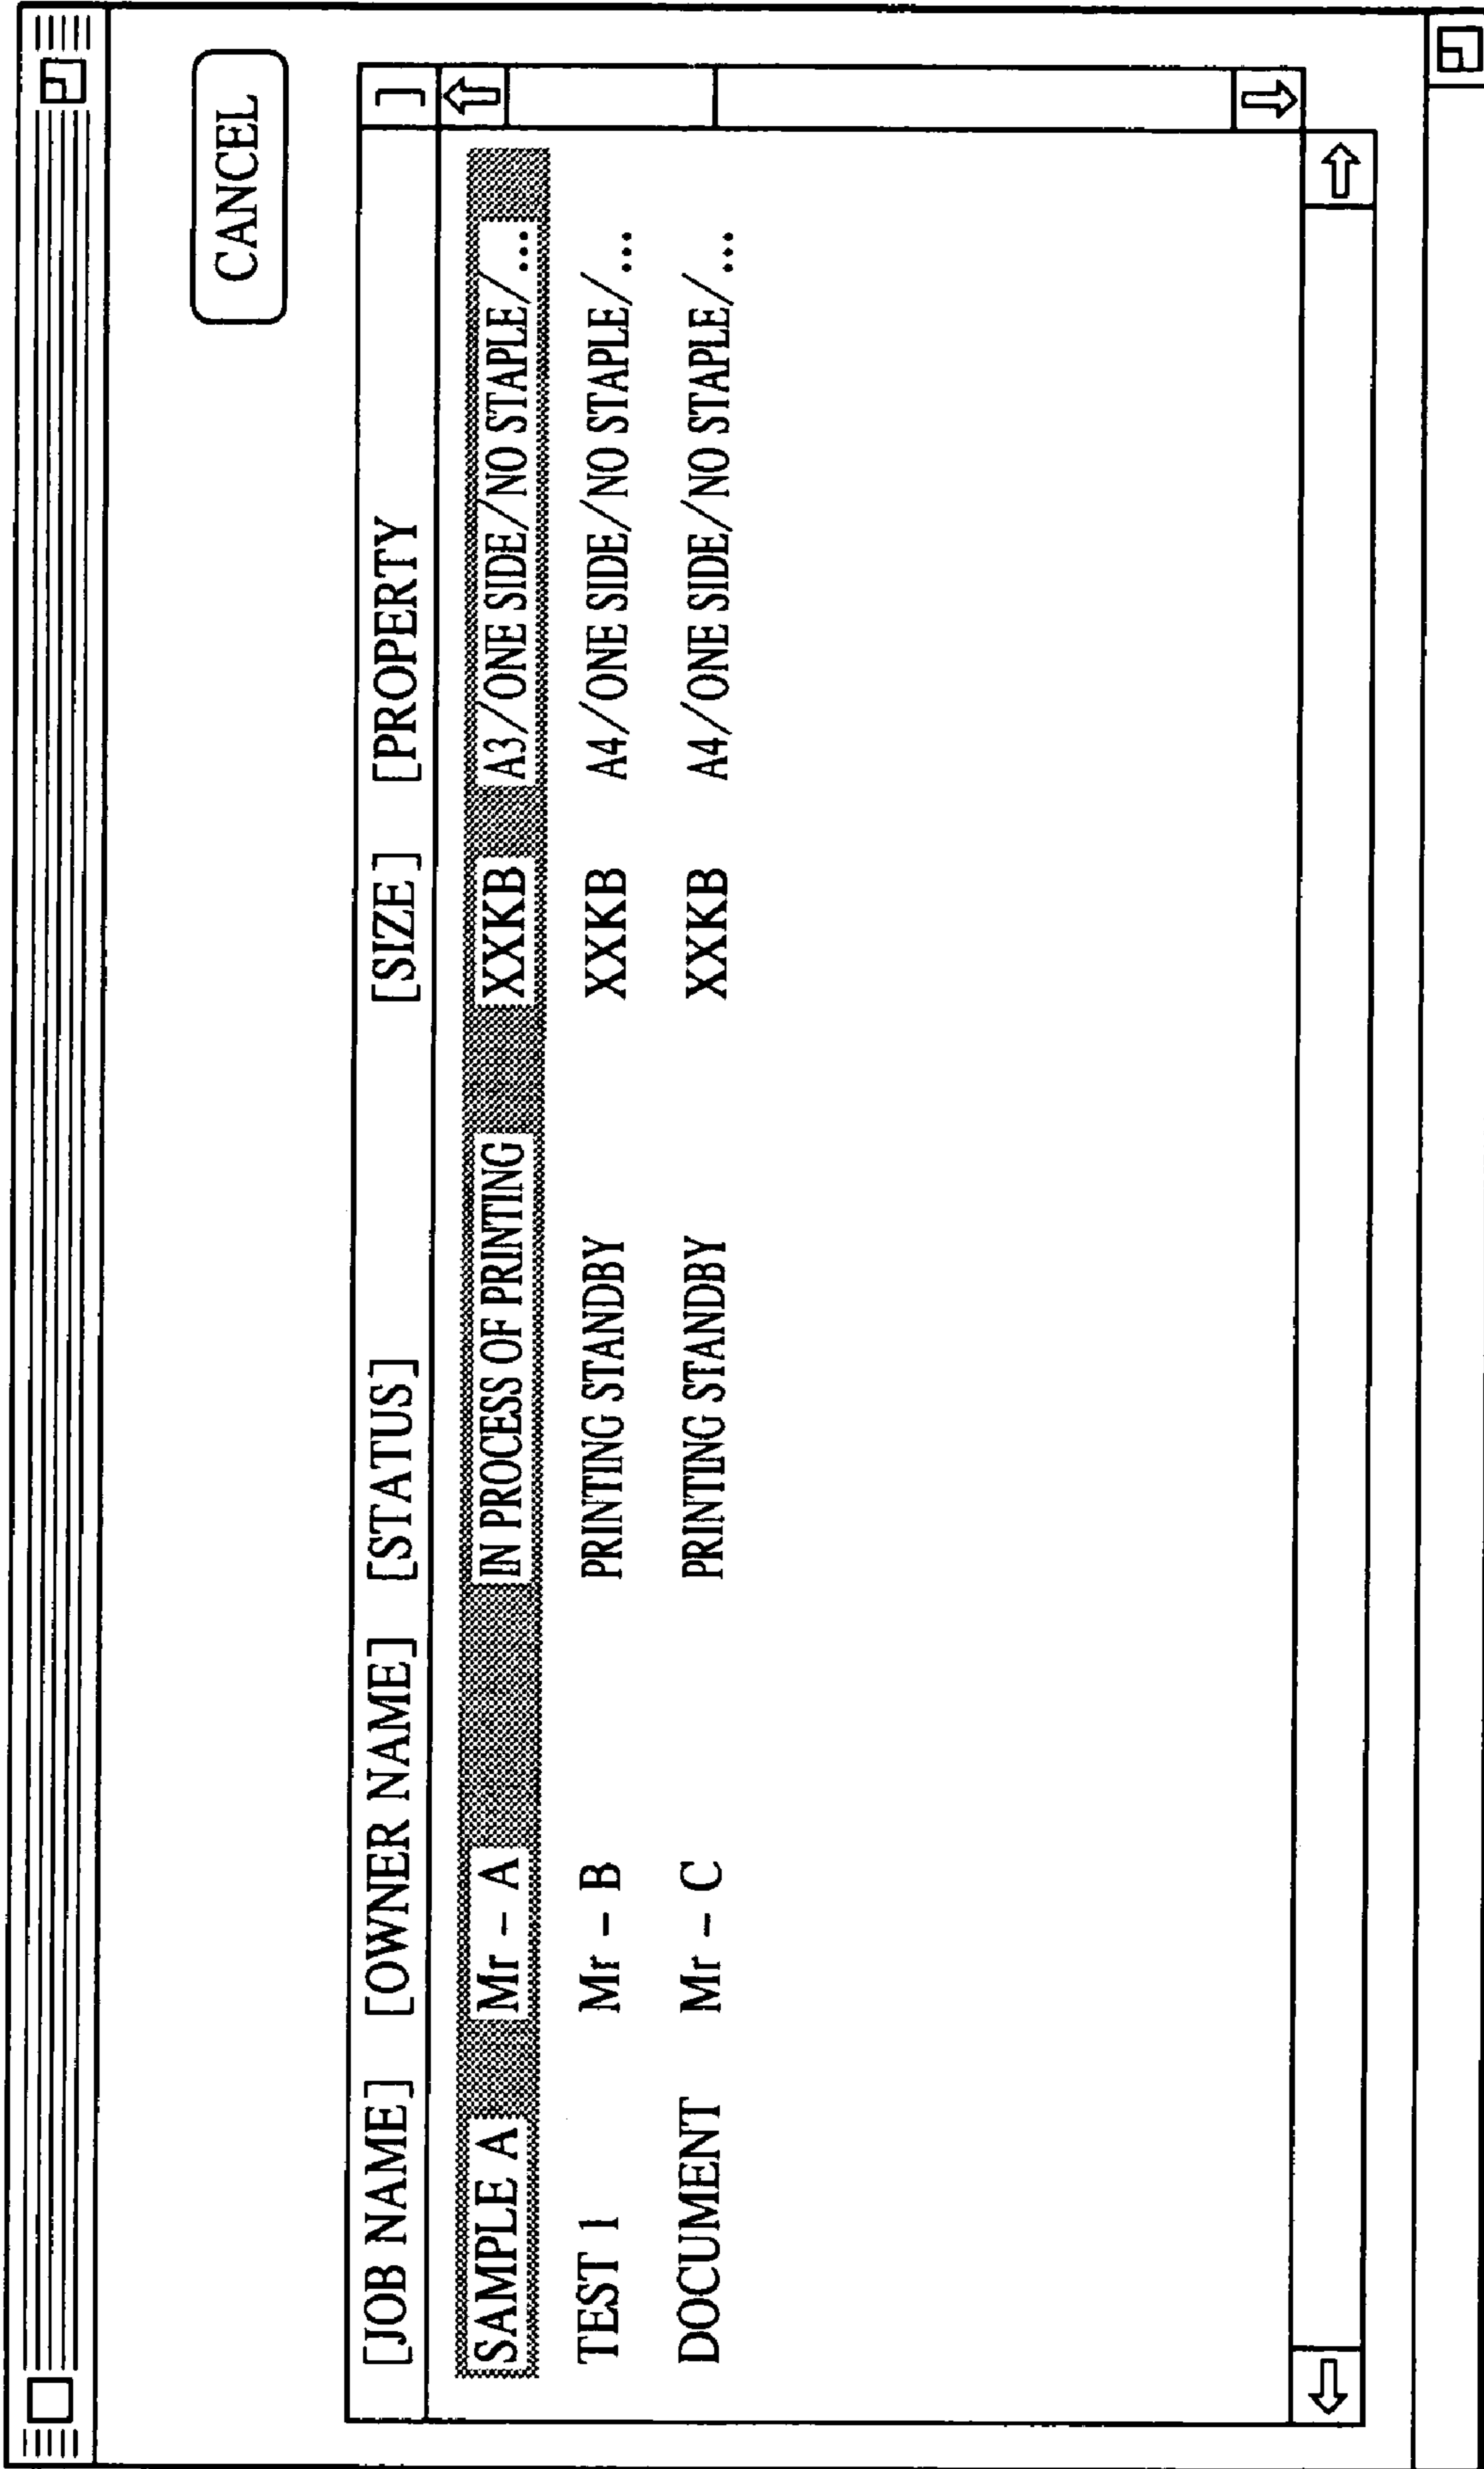 CANCEL
[JOB NAME] [OWNER NAME] [STATUS] [SIZE] [PROPERTY ]
SAMPLE A Mr - A IN PROCESS OF PRINTING XXKB A3/ONE SIDE/NO STAPLE/...
TEST 1 Mr - B PRINTING STANDBY XXKB A4/ONE SIDE/NO STAPLE/...
DOCUMENT Mr - C PRINTING STANDBY XXKB A4/ONE SIDE/NO STAPLE/...